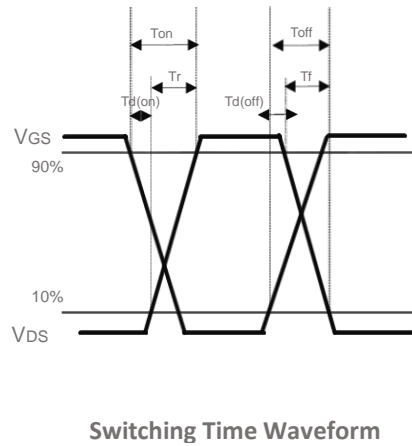 Ton
Toff
Tr
Tf
Td(on)
Td(off)
VGS
90%
10%
VDS
Switching Time Waveform